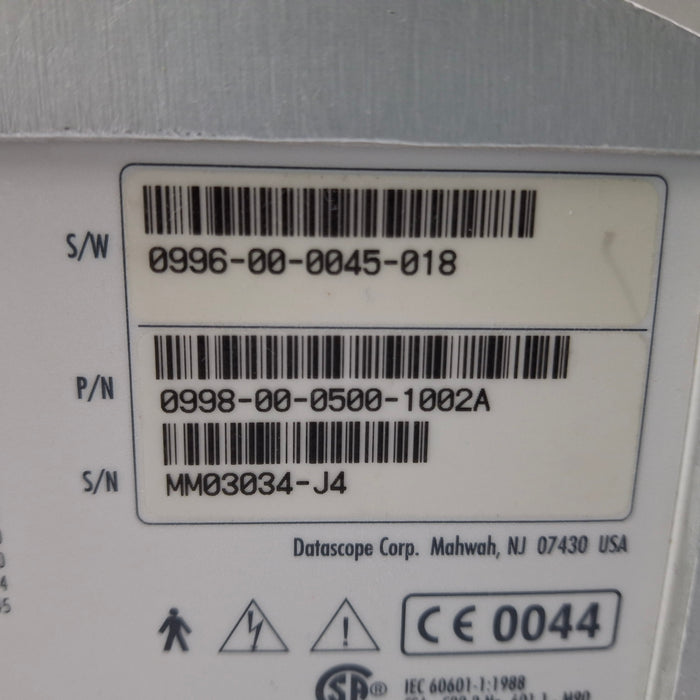 S/W
0996-00-0045-018
P/N
0998-00-0500-1002A
S/N
MM03034-J4
Datascope Corp. Mahwah, NJ 07430 USA
CE 0044
SA ®
IEC 60601-1:1988